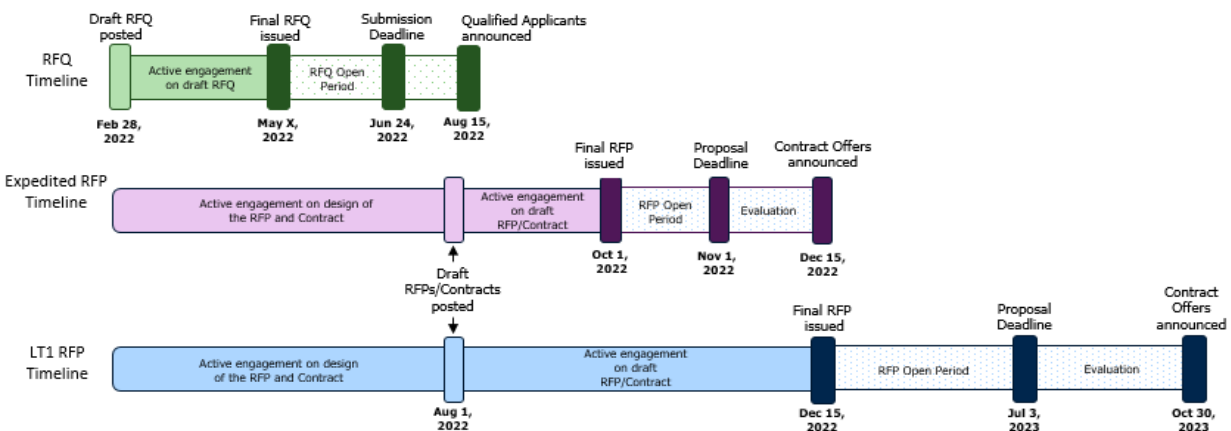 Draft RFQ
posted
Final RFQ
issued
Submission
Deadline
Qualified Applicants
announced
RFQ
Timeline
Active engagement
on draft RFQ
RFQ Open
Period
Feb 28,
2022
May X,
2022
Jun 24,
2022
Aug 15,
2022
Final RFP
issued
Proposal
Deadline
Contract Offers
announced
Expedited RFP
Timeline
Active engagement on design of
the RFP and Contract
Active engagement
on draft
RFP/Contract
RFP Open
Period
Evaluation
Oct 1,
2022
Nov 1,
2022
Dec 15,
2022
Draft
RFPs/Contracts
posted
Final RFP
issued
Proposal
Deadline
Contract
Offers
announced
LT1 RFP
Timeline
Active engagement on design
of the RFP and Contract
Active engagement
on draft
RFP/Contract
RFP Open Period
Evaluation
Aug 1,
2022
Dec 15,
2022
Jul 3,
2023
Oct 30,
2023